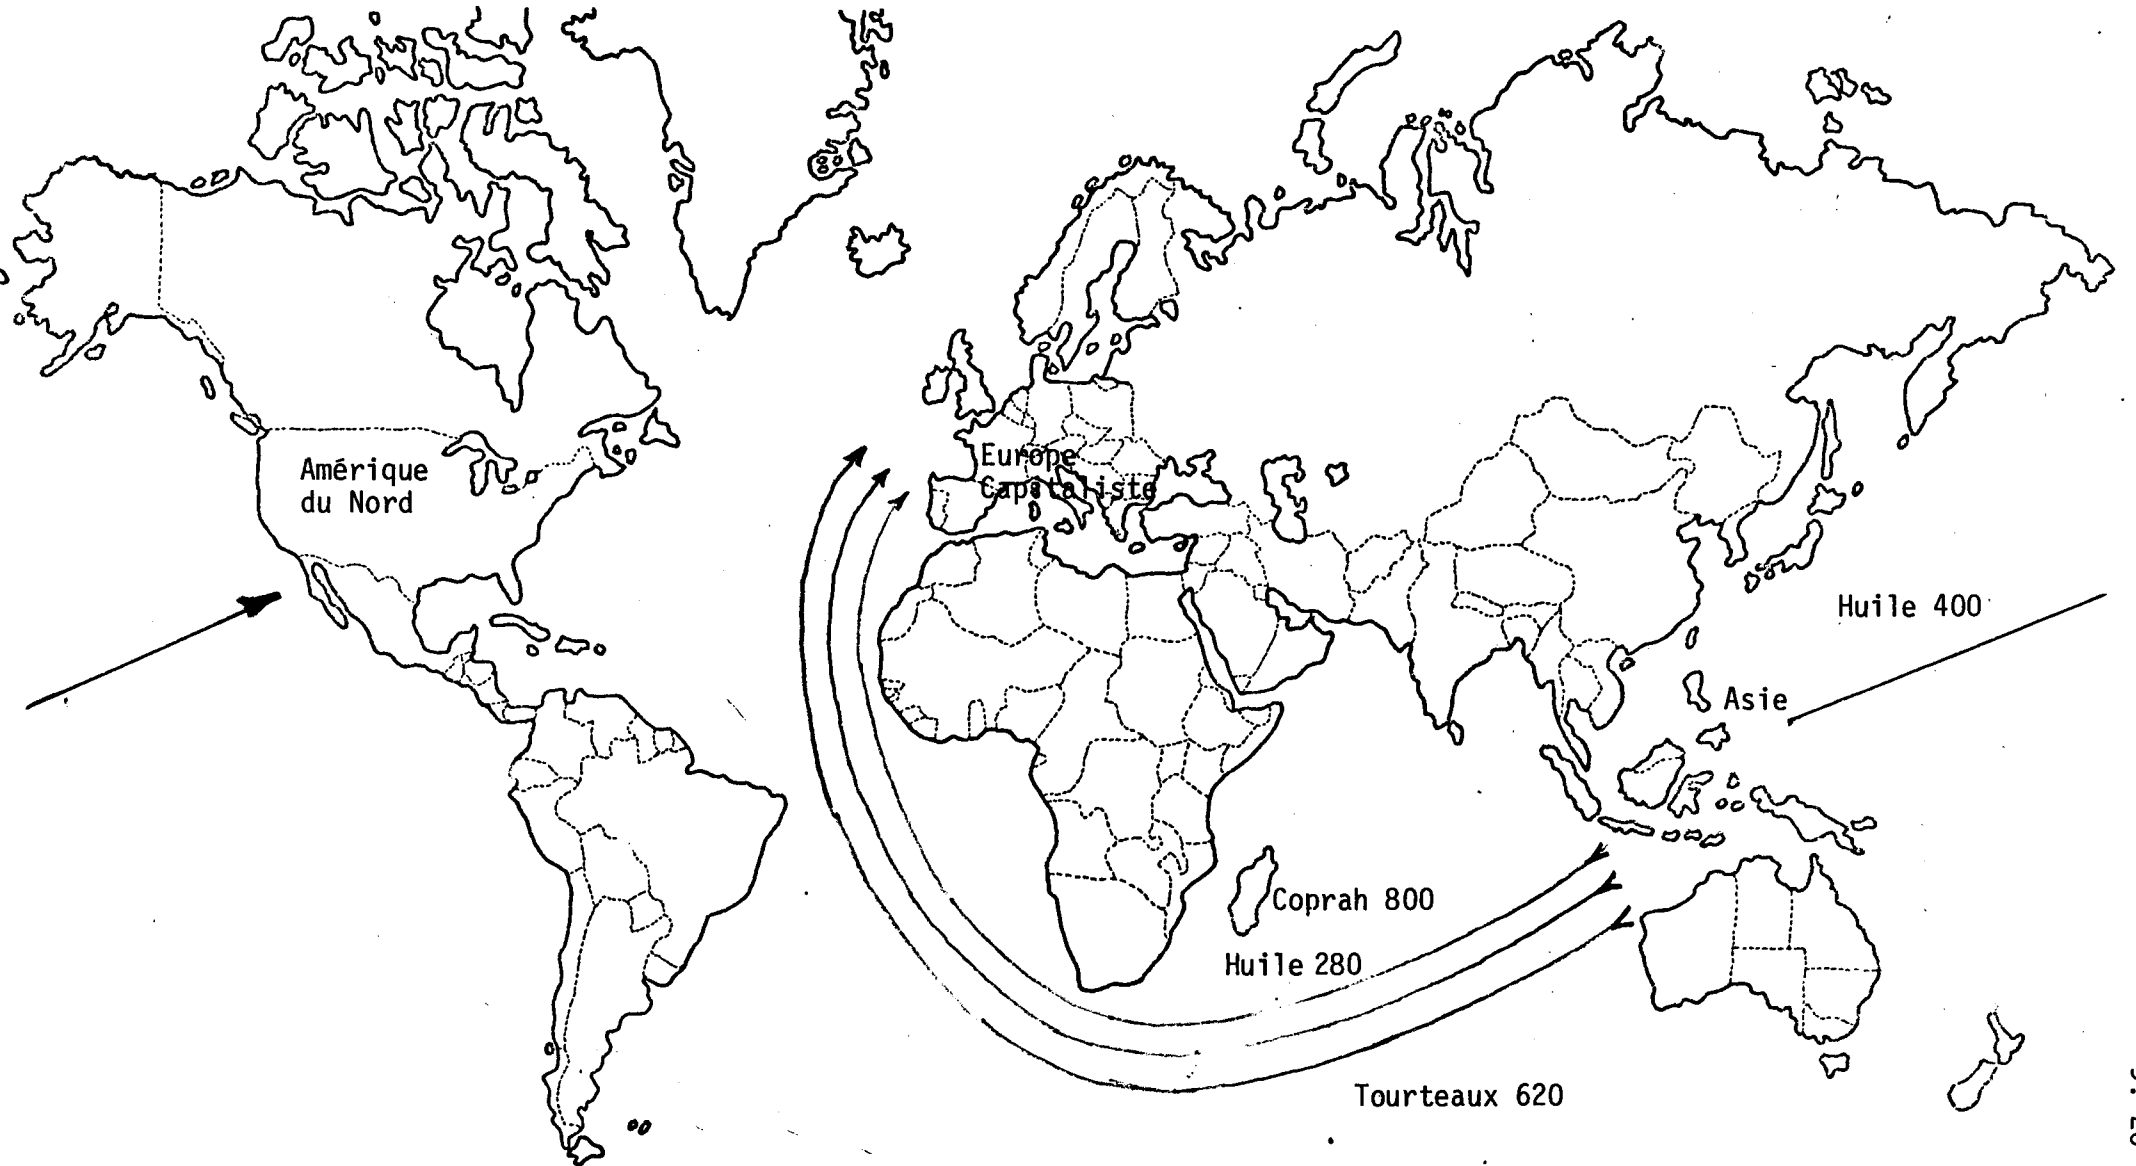 Amérique
du Nord
Europe
Capitaliste
Huile 400
Asie
Coprah 800
Huile 280
Tourteaux 620